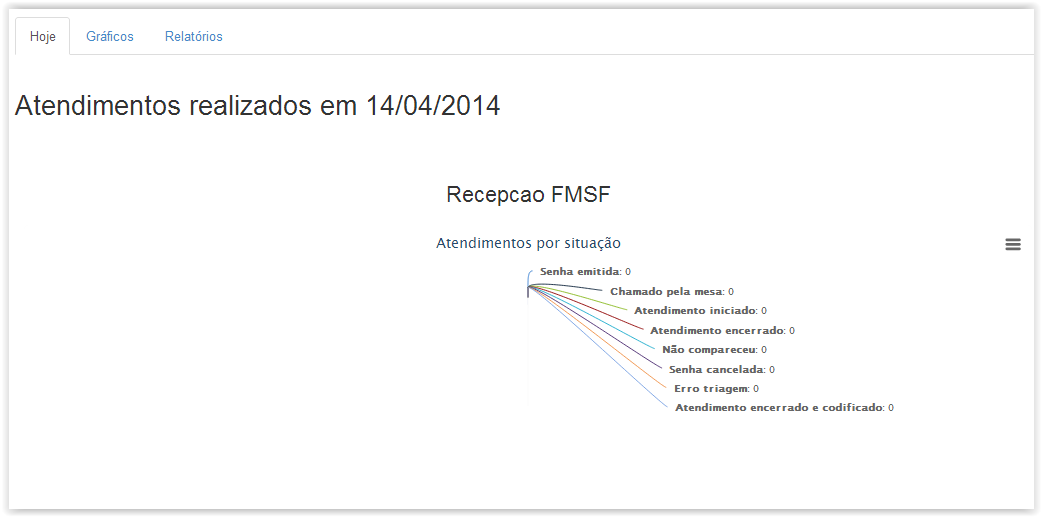 Hoje Gráficos Relatórios
Atendimentos realizados em 14/04/2014
Recepcao FMSF
Atendimentos por situação
Senha emitida: 0
Chamado pela mesa: 0
Atendimento iniciado: 0
Atendimento encerrado: 0
Não compareceu: 0
Senha cancelada: 0
Erro triagem: 0
Atendimento encerrado e codificado: 0